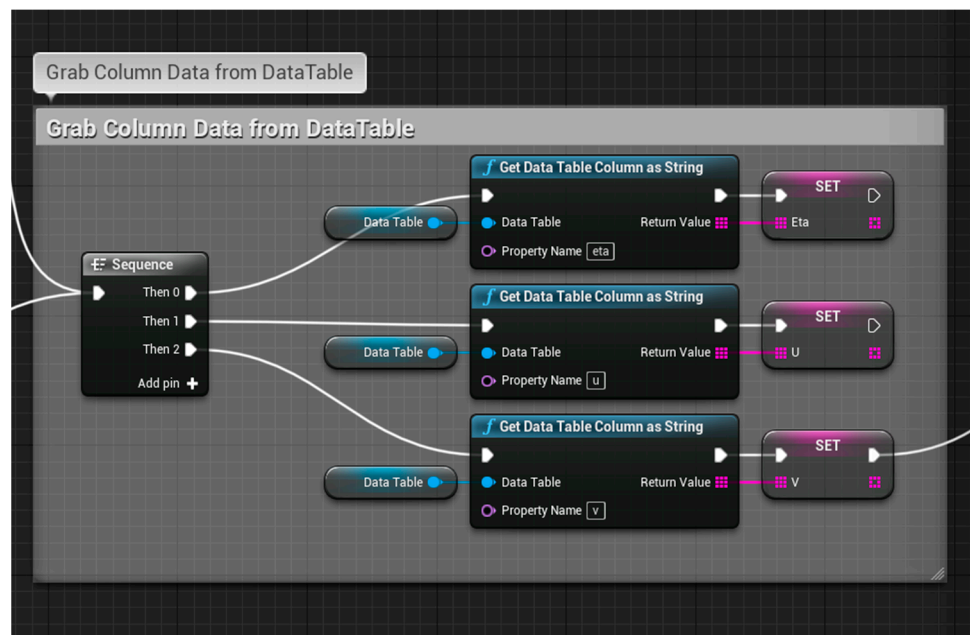 Grab Column Data from DataTable
Grab Column Data from DataTable
Sequence
Then 0
Then 1
Then 2
Add pin
Data Table
Get Data Table Column as String
Data Table
Return Value
Property Name eta
SET
Eta
Data Table
Get Data Table Column as String
Data Table
Return Value
Property Name u
SET
U
Data Table
Get Data Table Column as String
Data Table
Return Value
Property Name v
SET
V